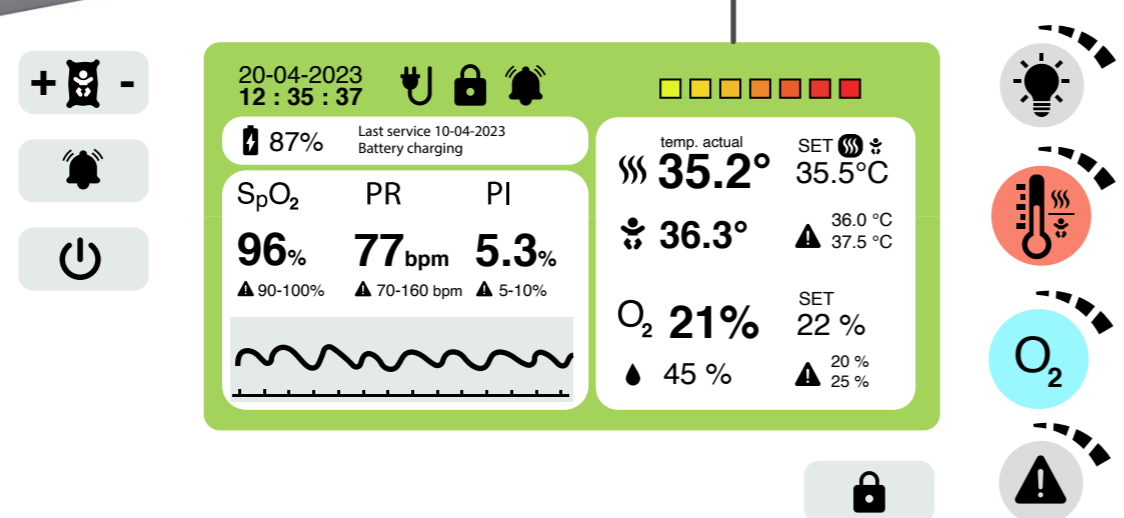 + -
20-04-2023
12 : 35 : 37
87%
Last service 10-04-2023
Battery charging
SpO2 PR PI
96% 77 bpm 5.3%
90-100% 70-160 bpm 5-10%
temp. actual
35.2°
SET
35.5°C
36.3°
36.0 °C
37.5 °C
O2 21%
SET
22 %
45 %
20 %
25 %
O2